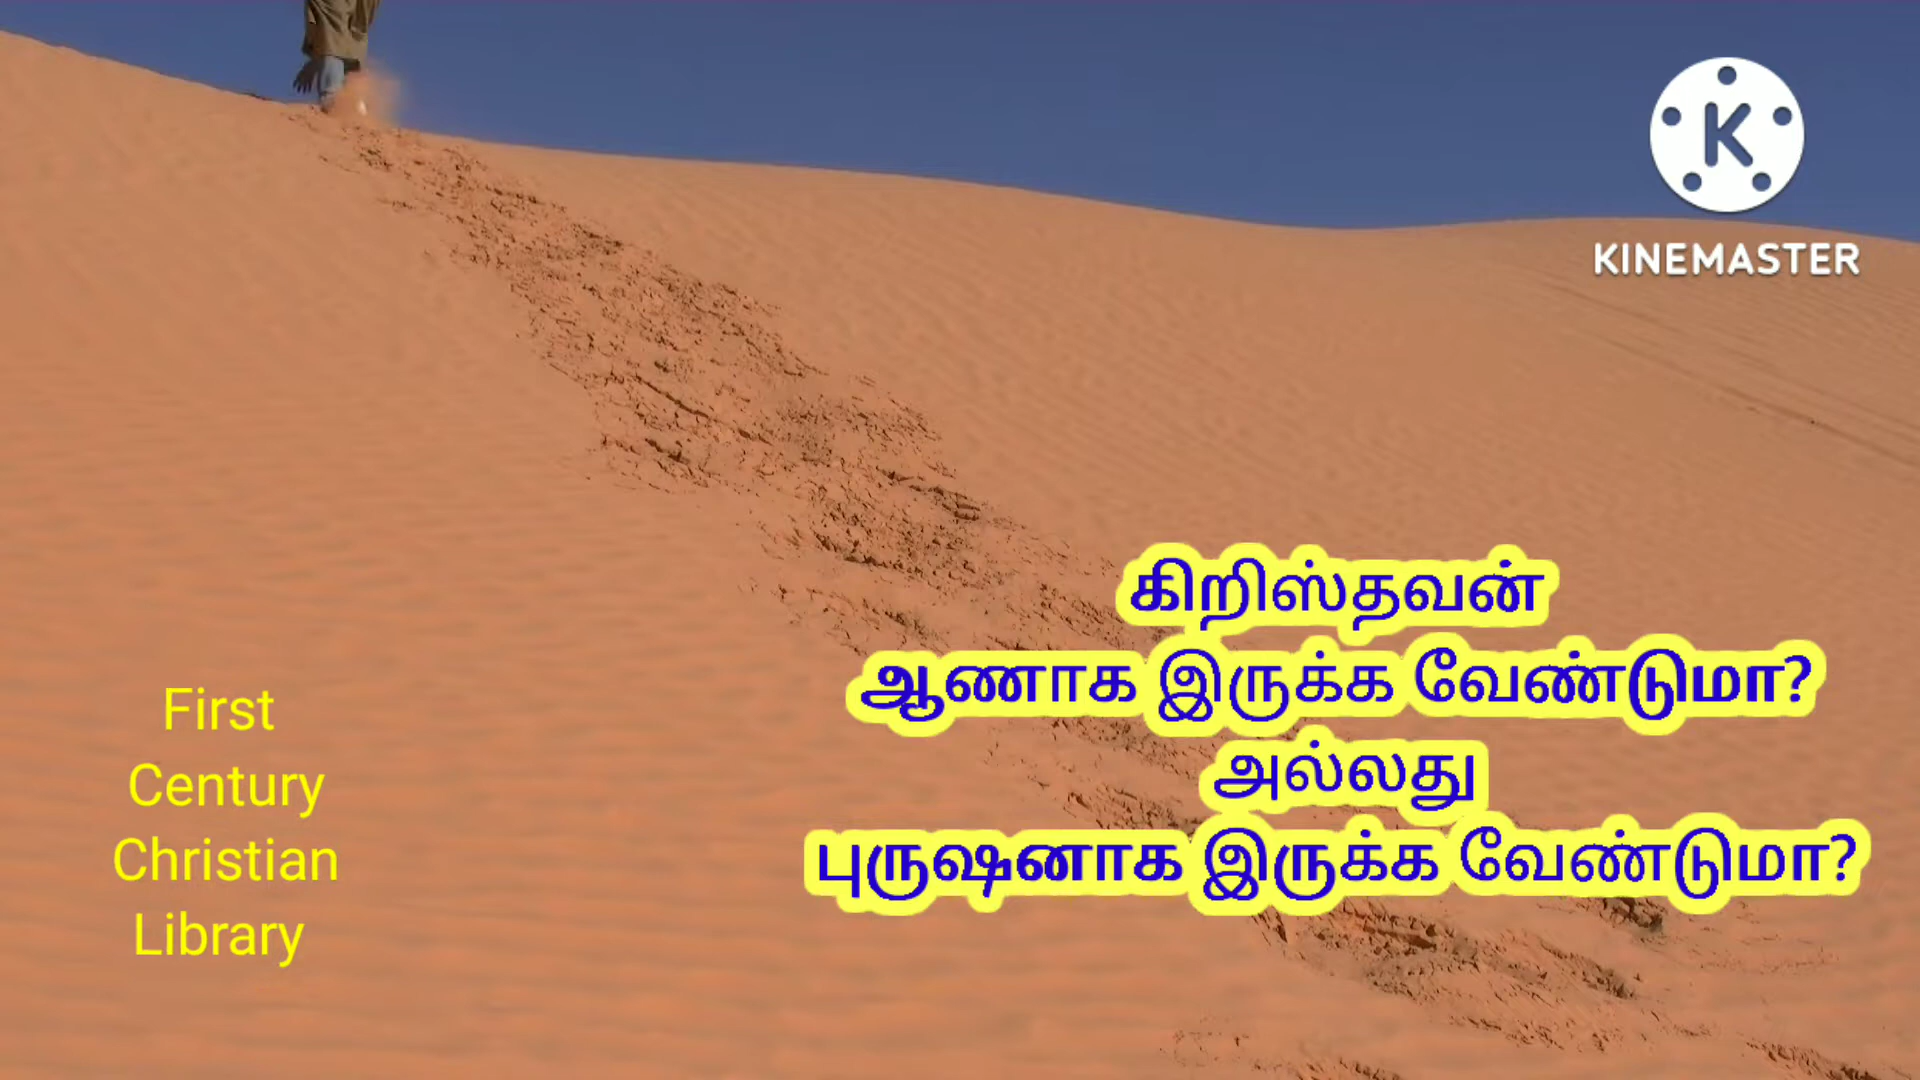 KINEMASTER
கிறிஸ்தவன்
ஆணாக இருக்க வேண்டுமா?
அல்லது
புருஷனாக இருக்க வேண்டுமா?
First
Century
Christian
Library